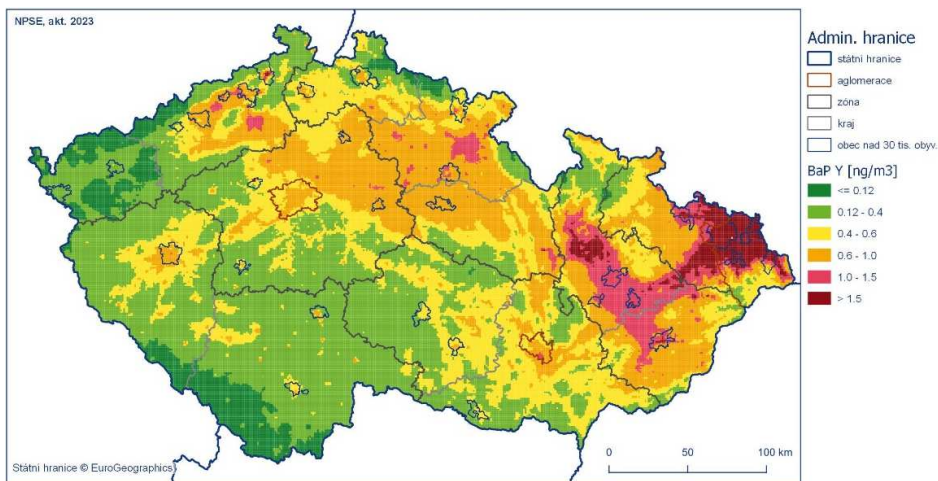 NPSE, akt. 2023
Admin. hranice
státní hranice
aglomerace
zóna
kraj
obec nad 30 tis. obyv.
BaP Y [ng/m3]
<= 0.12
0.12 - 0.4
0.4 - 0.6
0.6 - 1.0
1.0 - 1.5
> 1.5
0 50 100 km
Státní hranice © EuroGeographics